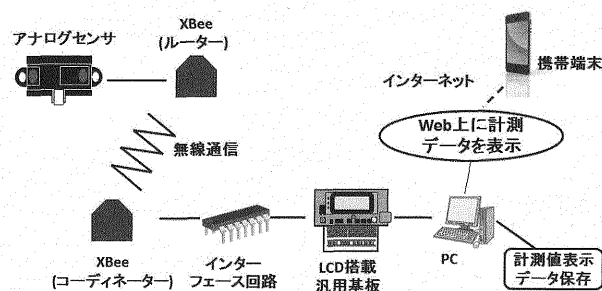 アナログセンサ
XBee
(ルーター)
無線通信
XBee
(コーディネーター)
インター
フェース回路
LCD搭載
汎用基板
PC
計測値表示
データ保存
Web上に計測
データを表示
インターネット
携帯端末